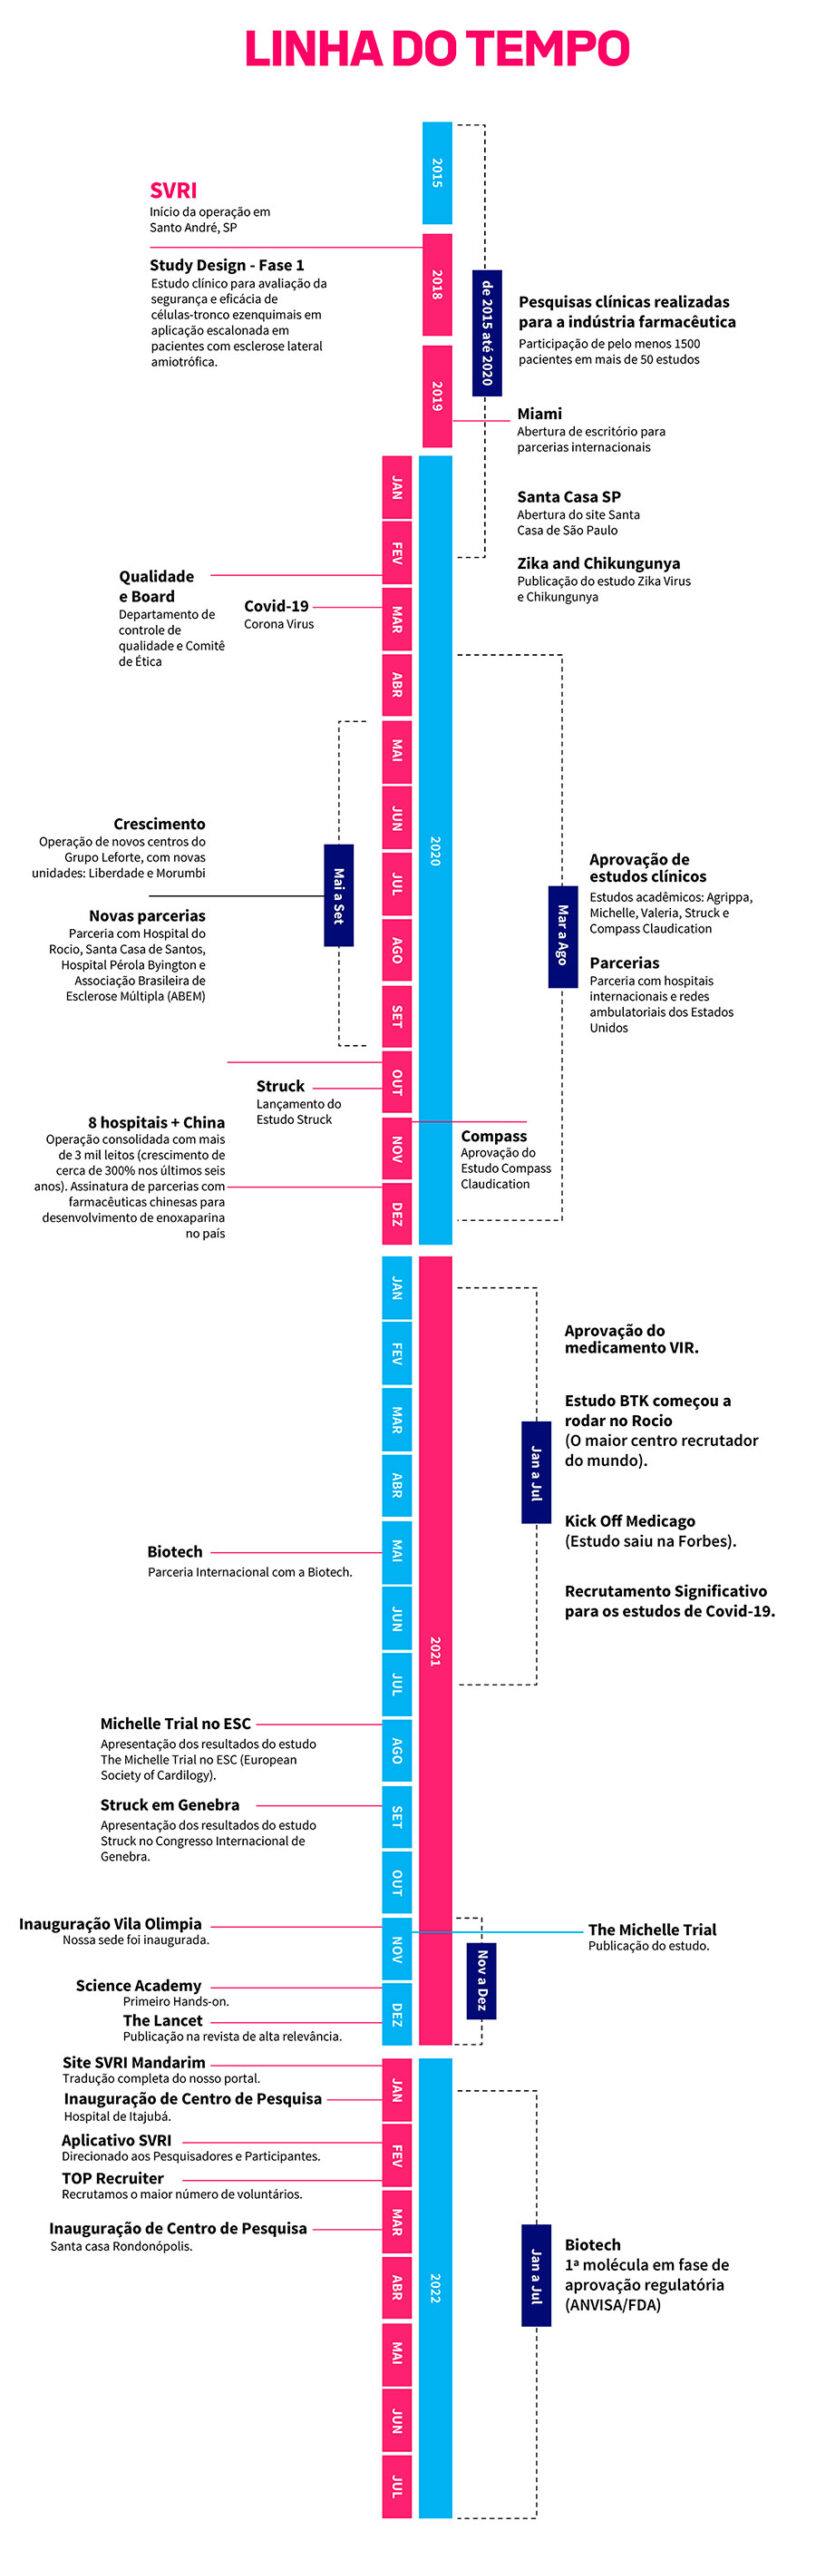 LINHA DO TEMPO
2015
SVRI
Início da operação em
Santo André, SP
2018
Study Design - Fase 1
Estudo clínico para avaliação da
segurança e eficácia de
células-tronco ezenquimais em
aplicação escalonada em
pacientes com esclerose lateral
amiotrófica.
de 2015 até 2020
Pesquisas clínicas realizadas
para a indústria farmacêutica
Participação de pelo menos 1500
pacientes em mais de 50 estudos
2019
Miami
Abertura de escritório para
parcerias internacionais
Santa Casa SP
Abertura do site Santa
Casa de São Paulo
Zika and Chikungunya
Publicação do estudo Zika Virus
e Chikungunya
2020
JAN
FEV
MAR
ABR
MAI
JUN
JUL
AGO
SET
OUT
NOV
DEZ
Qualidade
e Board
Departamento de
controle de
qualidade e Comitê
de Ética
Covid-19
Corona Virus
Mai a Set
Crescimento
Operação de novos centros do
Grupo Leforte, com novas
unidades: Liberdade e Morumbi
Novas parcerias
Parceria com Hospital do
Rocio, Santa Casa de Santos,
Hospital Pérola Byington e
Associação Brasileira de
Esclerose Múltipla (ABEM)
Mar a Ago
Aprovação de
estudos clínicos
Estudos acadêmicos: Agrippa,
Michelle, Valeria, Struck e
Compass Claudication
Parcerias
Parceria com hospitais
internacionais e redes
ambulatoriais dos Estados
Unidos
Struck
Lançamento do
Estudo Struck
8 hospitais + China
Operação consolidada com mais
de 3 mil leitos (crescimento de
cerca de 300% nos últimos seis
anos). Assinatura de parcerias com
farmacêuticas chinesas para
desenvolvimento de enoxaparina
no país
Compass
Aprovação do
Estudo Compass
Claudication
2021
JAN
FEV
MAR
ABR
MAI
JUN
JUL
AGO
SET
OUT
NOV
DEZ
Jan a Jul
Aprovação do
medicamento VIR.
Estudo BTK começou a
rodar no Rocio
(O maior centro recrutador
do mundo).
Kick Off Medicago
(Estudo saiu na Forbes).
Recrutamento Significativo
para os estudos de Covid-19.
Biotech
Parceria Internacional com a Biotech.
Michelle Trial no ESC
Apresentação dos resultados do estudo
The Michelle Trial no ESC (European
Society of Cardilogy).
Struck em Genebra
Apresentação dos resultados do estudo
Struck no Congresso Internacional de
Genebra.
Inauguração Vila Olimpia
Nossa sede foi inaugurada.
Nov a Dez
The Michelle Trial
Publicação do estudo.
Science Academy
Primeiro Hands-on.
The Lancet
Publicação na revista de alta relevância.
2022
JAN
FEV
MAR
ABR
MAI
JUN
JUL
Site SVRI Mandarim
Tradução completa do nosso portal.
Inauguração de Centro de Pesquisa
Hospital de Itajubá.
Aplicativo SVRI
Direcionado aos Pesquisadores e Participantes.
TOP Recruiter
Recrutamos o maior número de voluntários.
Inauguração de Centro de Pesquisa
Santa casa Rondonópolis.
Jan a Jul
Biotech
1ª molécula em fase de
aprovação regulatória
(ANVISA/FDA)